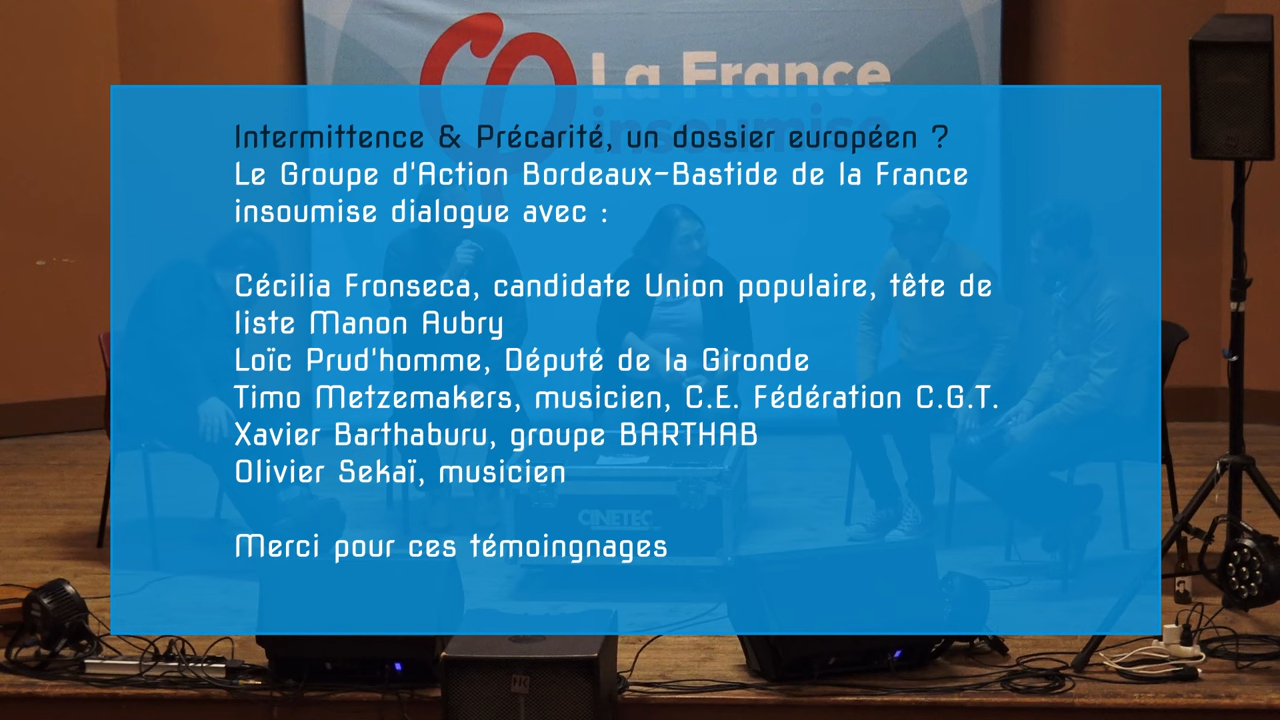 La France
insoumise
Intermittence & Précarité, un dossier européen ?
Le Groupe d'Action Bordeaux-Bastide de la France
insoumise dialogue avec :
Cécilia Fronseca, candidate Union populaire, tête de
liste Manon Aubry
Loïc Prud'homme, Député de la Gironde
Timo Metzemakers, musicien, C.E. Fédération C.G.T.
Xavier Barthaburu, groupe BARTHAB
Olivier Sekaï, musicien
CINETEC
Merci pour ces témoingnages
HK